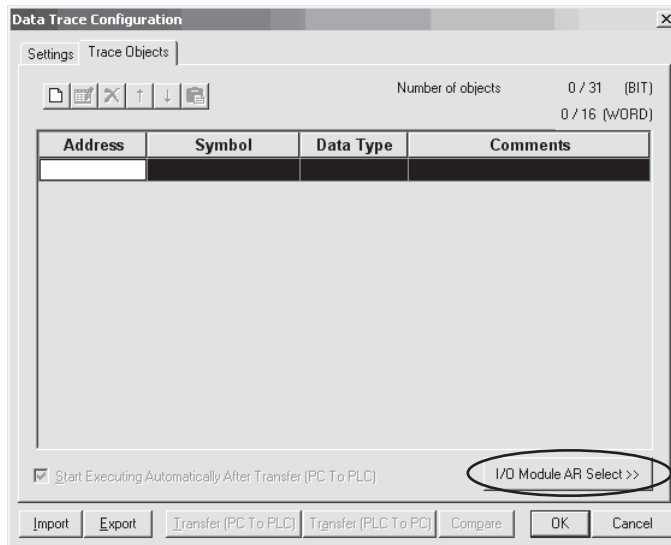 Data Trace Configuration
Settings Trace Objects
Number of objects 0 / 31 (BIT)
0 / 16 (WORD)
Address Symbol Data Type Comments
Start Executing Automatically After Transfer (PC To PLC)
I/O Module AR Select >>
Import Export Transfer (PC To PLC) Transfer (PLC To PC) Compare OK Cancel